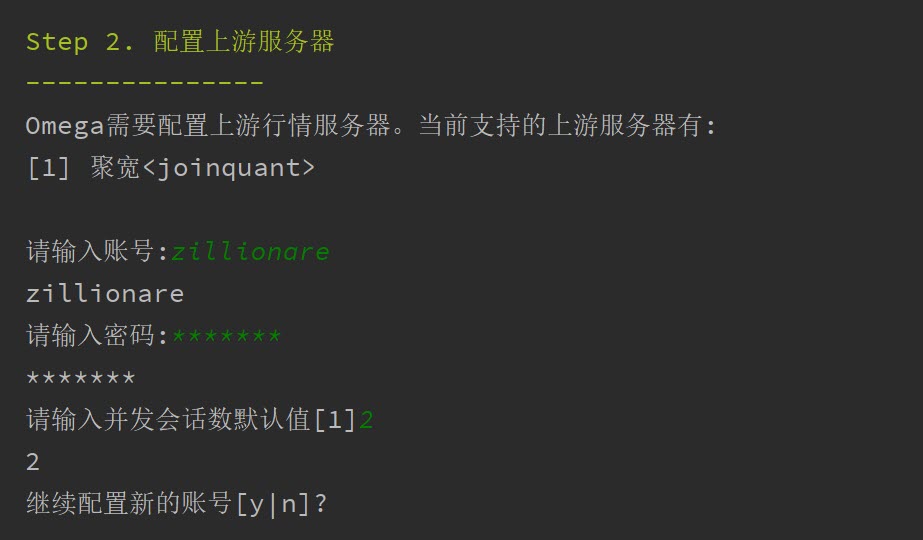 Step 2. 配置上游服务器
---------------
Omega需要配置上游行情服务器。当前支持的上游服务器有:
[1] 聚宽<joinquant>
请输入账号:zillionare
zillionare
请输入密码:*******
*******
请输入并发会话数默认值[1]2
2
继续配置新的账号[y|n]?